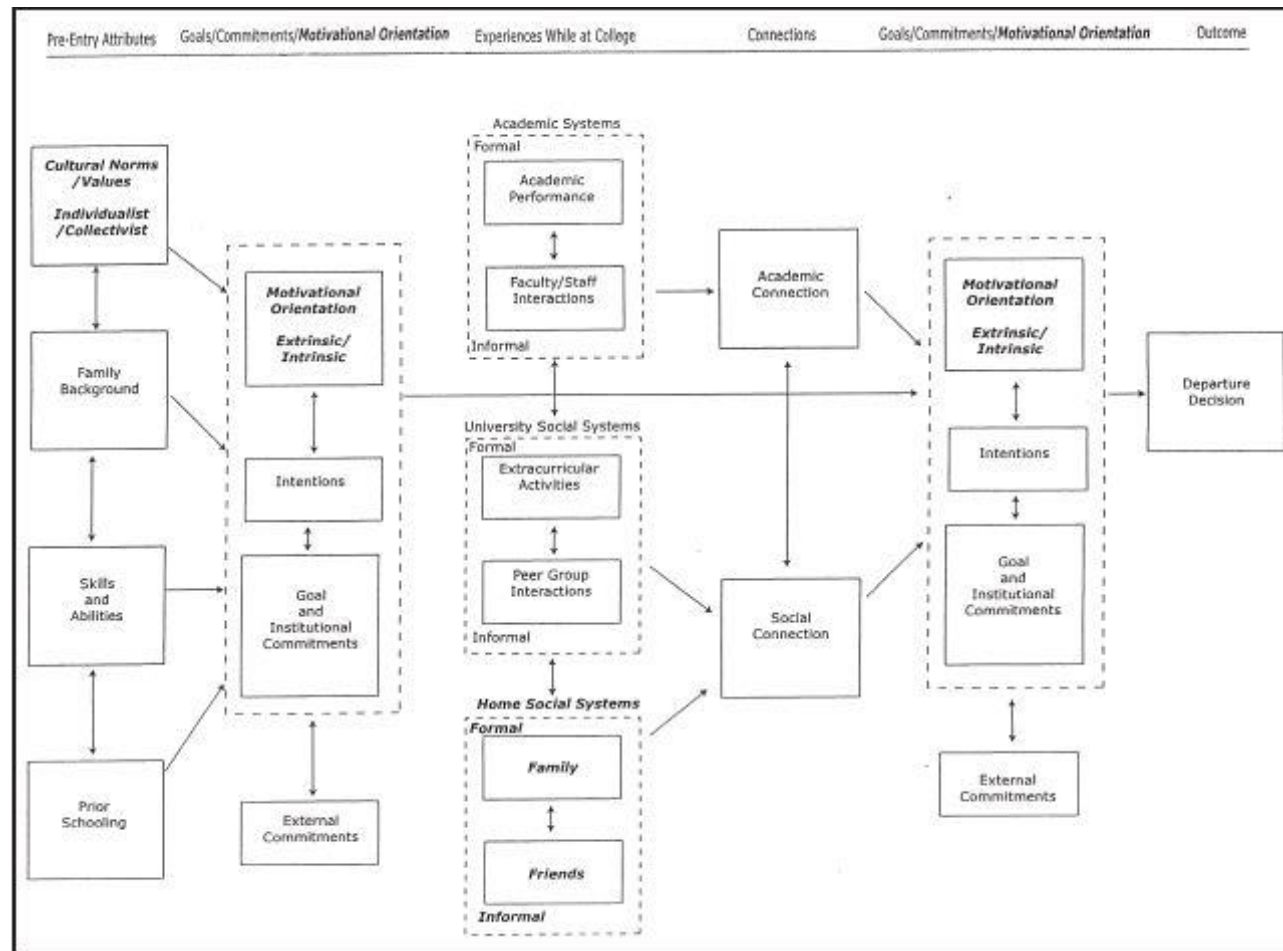 Pre-Entry Attributes
Goals/Commitments/Motivational Orientation
Experiences While at College
Connections
Goals/Commitments/Motivational Orientation
Outcome
Cultural Norms
/Values
Individualist
/Collectivist
Family
Background
Skills
and
Abilities
Prior
Schooling
Motivational
Orientation
Extrinsic/
Intrinsic
Intentions
Goal
and
Institutional
Commitments
External
Commitments
Academic Systems
Formal
Academic
Performance
Faculty/Staff
Interactions
Informal
University Social Systems
Formal
Extracurricular
Activities
Peer Group
Interactions
Informal
Home Social Systems
Formal
Family
Friends
Informal
Academic
Connection
Social
Connection
Motivational
Orientation
Extrinsic/
Intrinsic
Intentions
Goal
and
Institutional
Commitments
External
Commitments
Departure
Decision